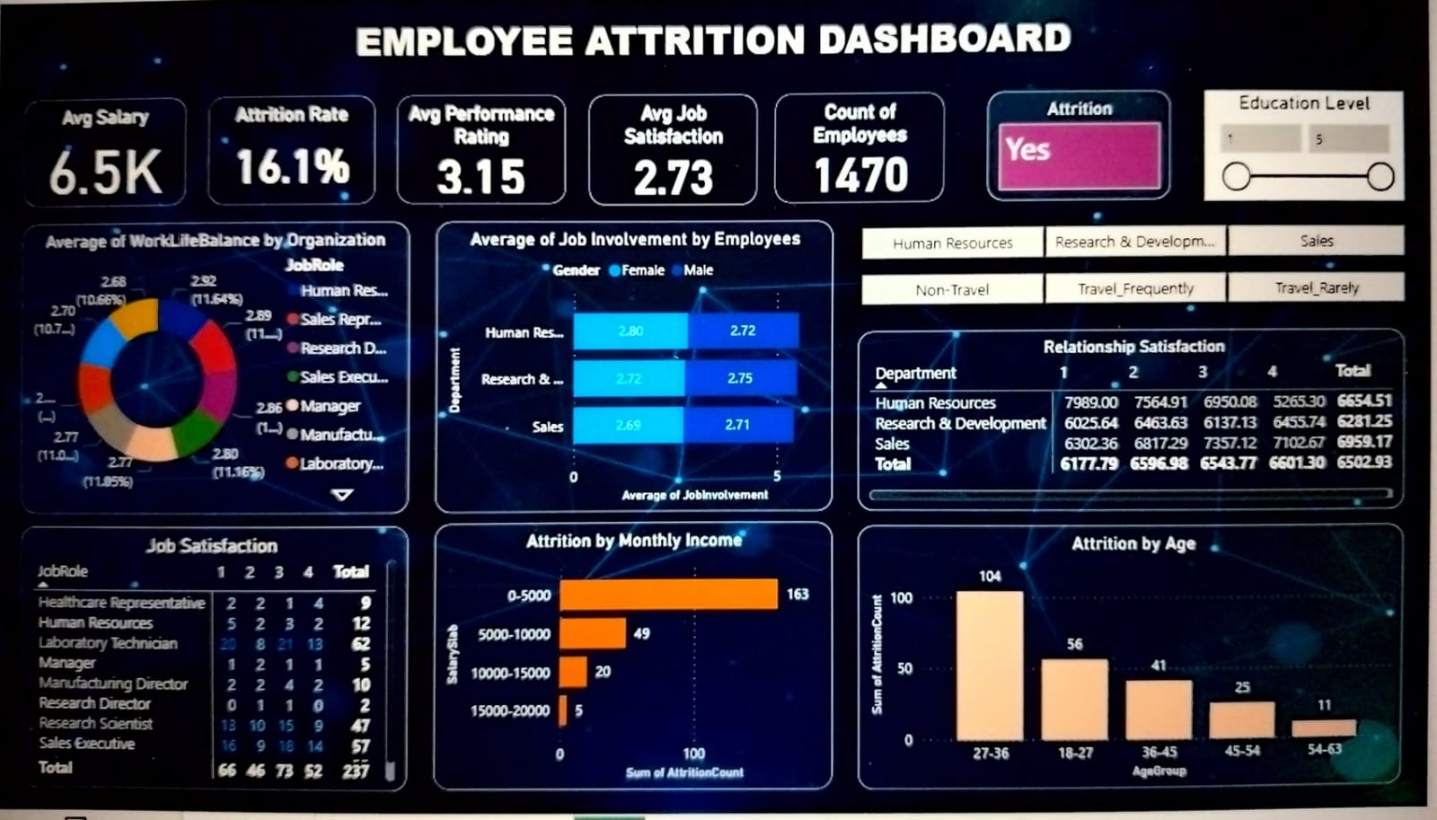 EMPLOYEE ATTRITION DASHBOARD
Avg Salary
6.5K
Attrition Rate
16.1%
Avg Performance
Rating
3.15
Avg Job
Satisfaction
2.73
Count of
Employees
1470
Attrition
Yes
Education Level
1 5
Average of WorkLifeBalance by Organization
JobRole
Human Res...
Sales Repr...
Research D...
Sales Execu...
Manager
Manufactu...
Laboratory...
2.68
(10.66%)
2.92
(11.64%)
2.70
(10.7...)
2.89
(11....)
2....
(...)
2.86
(1...)
2.77
(11.0...)
2.80
(11.16%)
2.77
(11.05%)
Average of Job Involvement by Employees
Gender Female Male
Department
Human Res... 2.80 2.72
Research & ... 2.72 2.75
Sales 2.69 2.71
0 5
Average of JobInvolvement
Human Resources Research & Developm... Sales
Non-Travel Travel_Frequently Travel_Rarely
Relationship Satisfaction
Department 1 2 3 4 Total
Human Resources 7989.00 7564.91 6950.08 5265.30 6654.51
Research & Development 6025.64 6463.63 6137.13 6455.74 6281.25
Sales 6302.36 6817.29 7357.12 7102.67 6959.17
Total 6177.79 6596.98 6543.77 6601.30 6502.93
Job Satisfaction
JobRole 1 2 3 4 Total
Healthcare Representative 2 2 1 4 9
Human Resources 5 2 3 2 12
Laboratory Technician 20 8 21 13 62
Manager 1 2 1 1 5
Manufacturing Director 2 2 4 2 10
Research Director 0 1 1 0 2
Research Scientist 13 10 15 9 47
Sales Executive 16 9 18 14 57
Total 66 46 73 52 237
Attrition by Monthly Income
SalarySlab
0-5000 163
5000-10000 49
10000-15000 20
15000-20000 5
0 100
Sum of AttritionCount
Attrition by Age
Sum of AttritionCount
100
50
0
104
56
41
25
11
27-36 18-27 36-45 45-54 54-63
AgeGroup